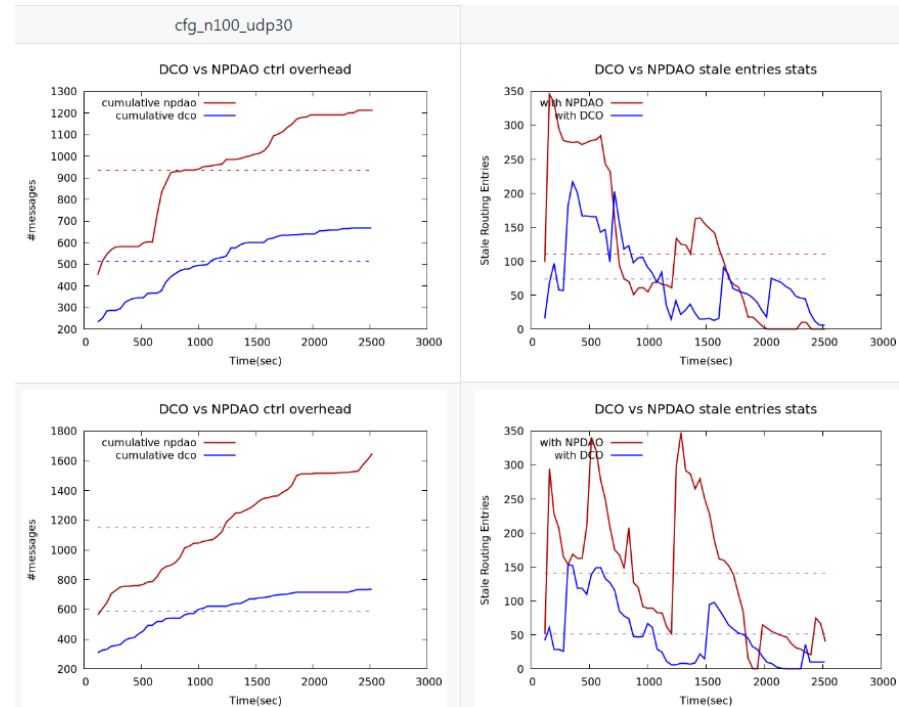 cfg_n100_udp30
DCO vs NPDAO ctrl overhead
cumulative npdao
cumulative dco
1300
1200
1100
1000
900
800
700
600
500
400
300
200
#messages
0 500 1000 1500 2000 2500 3000
Time(sec)
DCO vs NPDAO stale entries stats
with NPDAO
with DCO
350
300
250
200
150
100
50
0
Stale Routing Entries
0 500 1000 1500 2000 2500 3000
Time(sec)
DCO vs NPDAO ctrl overhead
cumulative npdao
cumulative dco
1800
1600
1400
1200
1000
800
600
400
200
#messages
0 500 1000 1500 2000 2500 3000
Time(sec)
DCO vs NPDAO stale entries stats
with NPDAO
with DCO
350
300
250
200
150
100
50
0
Stale Routing Entries
0 500 1000 1500 2000 2500 3000
Time(sec)